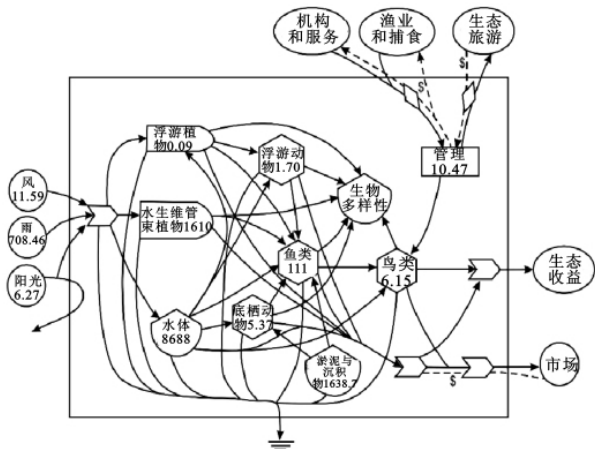 机构
和服务
渔业
和捕食
生态
旅游
$
$
管理
10.47
浮游植
物0.09
浮游动
物1.70
生物
多样性
风
11.59
雨
708.46
阳光
6.27
水生维管
束植物1610
鱼类
111
鸟类
6.15
生态
收益
水体
8688
底栖动
物5.37
淤泥与
沉积
物1638.7
市场
$